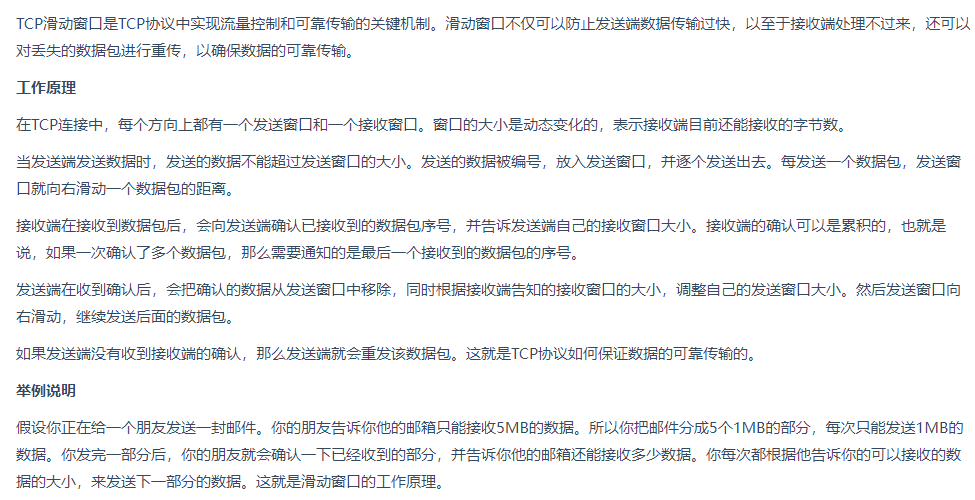 TCP滑动窗口是TCP协议中实现流量控制和可靠传输的关键机制。滑动窗口不仅可以防止发送端数据传输过快，以至于接收端处理不过来，还可以
对丢失的数据包进行重传，以确保数据的可靠传输。
工作原理
在TCP连接中，每个方向上都有一个发送窗口和一个接收窗口。窗口的大小是动态变化的，表示接收端目前还能接收的字节数。
当发送端发送数据时，发送的数据不能超过发送窗口的大小。发送的数据被编号，放入发送窗口，并逐个发送出去。每发送一个数据包，发送窗
口就向右滑动一个数据包的距离。
接收端在接收到数据包后，会向发送端确认已接收到的数据包序号，并告诉发送端自己的接收窗口大小。接收端的确认可以是累积的，也就是
说，如果一次确认了多个数据包，那么需要通知的是最后一个接收到的数据包的序号。
发送端在收到确认后，会把确认的数据从发送窗口中移除，同时根据接收端告知的接收窗口的大小，调整自己的发送窗口大小。然后发送窗口向
右滑动，继续发送后面的数据包。
如果发送端没有收到接收端的确认，那么发送端就会重发该数据包。这就是TCP协议如何保证数据的可靠传输的。
举例说明
假设你正在给一个朋友发送一封邮件。你的朋友告诉你他的邮箱只能接收5MB的数据。所以你把邮件分成5个1MB的部分，每次只能发送1MB的
数据。你发完一部分后，你的朋友就会确认一下已经收到的部分，并告诉你他的邮箱还能接收多少数据。你每次都根据他告诉你的可以接收的数
据的大小，来发送下一部分的数据。这就是滑动窗口的工作原理。